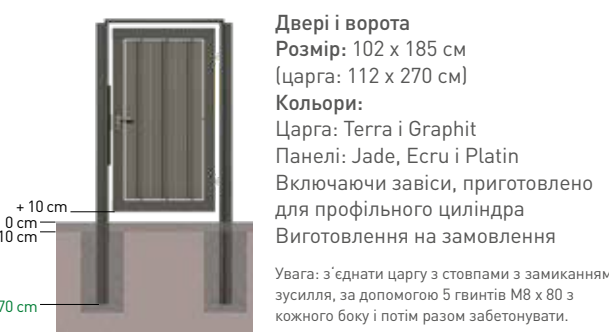 Двері і ворота
Розмір: 102 x 185 см
(царга: 112 x 270 см)
Кольори:
Царга: Terra і Graphit
Панелі: Jade, Ecru і Platin
Включаючи завіси, приготовлено
для профільного циліндра
Виготовлення на замовлення
Увага: з´єднати царгу з стовпами з замиканням
зусилля, за допомогою 5 гвинтів M8 x 80 з
кожного боку і потім разом забетонувати.
+ 10 cm
0 cm
10 cm
70 cm